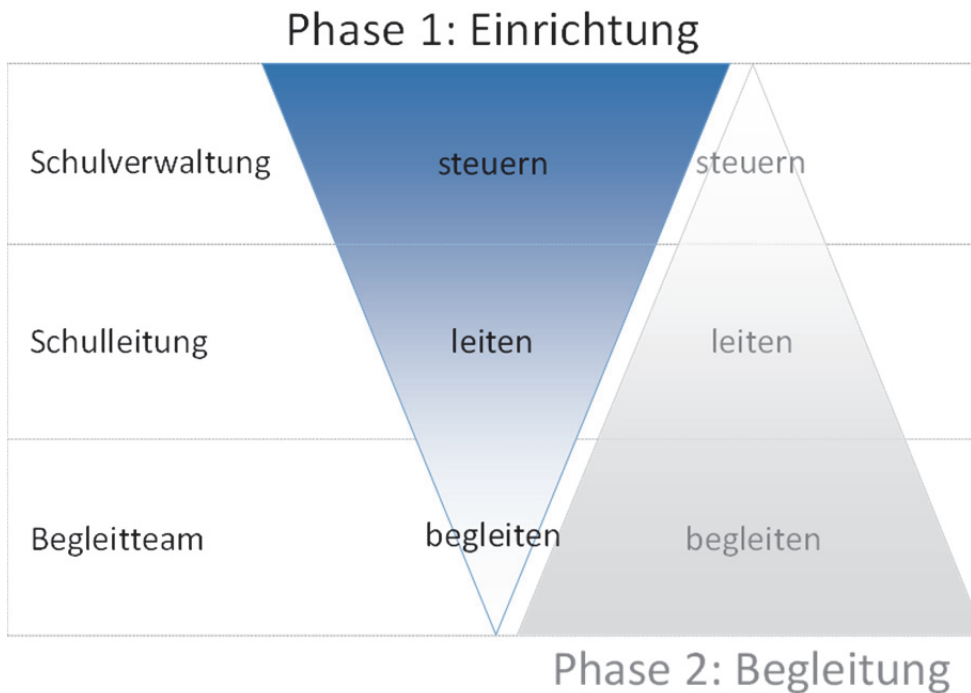 Phase 1: Einrichtung
Schulverwaltung steuern steuern
Schulleitung leiten leiten
Begleitteam begleiten begleiten
Phase 2: Begleitung